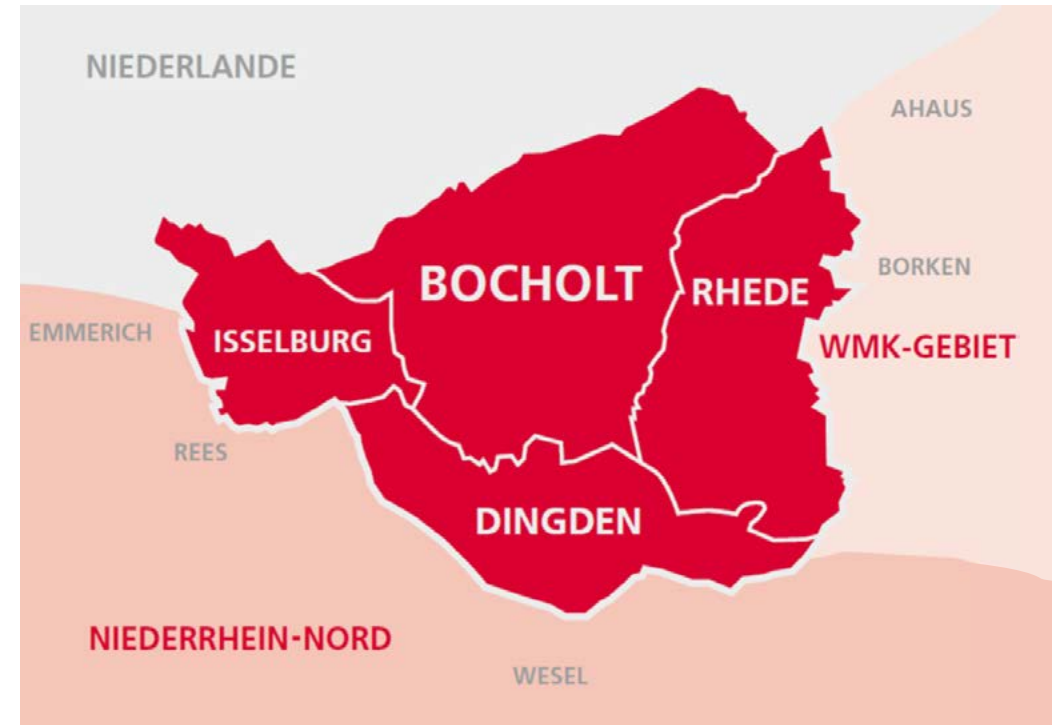 NIEDERLANDE
AHAUS
BOCHOLT
BORKEN
RHEDE
EMMERICH
ISSELBURG
WMK-GEBIET
REES
DINGDEN
NIEDERRHEIN-NORD
WESEL